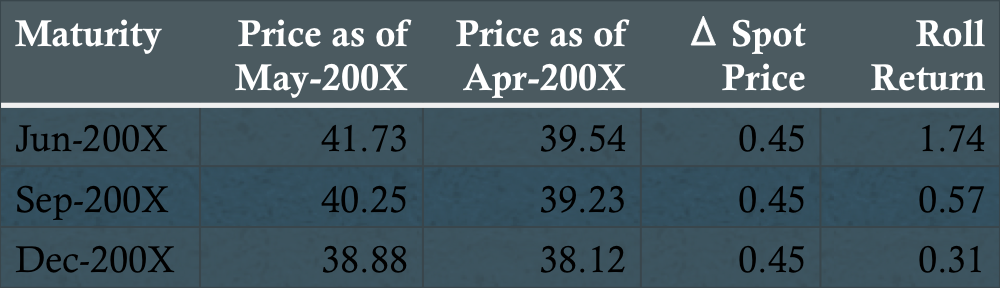 Maturity Price as of May-200X Price as of Apr-200X Δ Spot Price Roll Return
Jun-200X 41.73 39.54 0.45 1.74
Sep-200X 40.25 39.23 0.45 0.57
Dec-200X 38.88 38.12 0.45 0.31